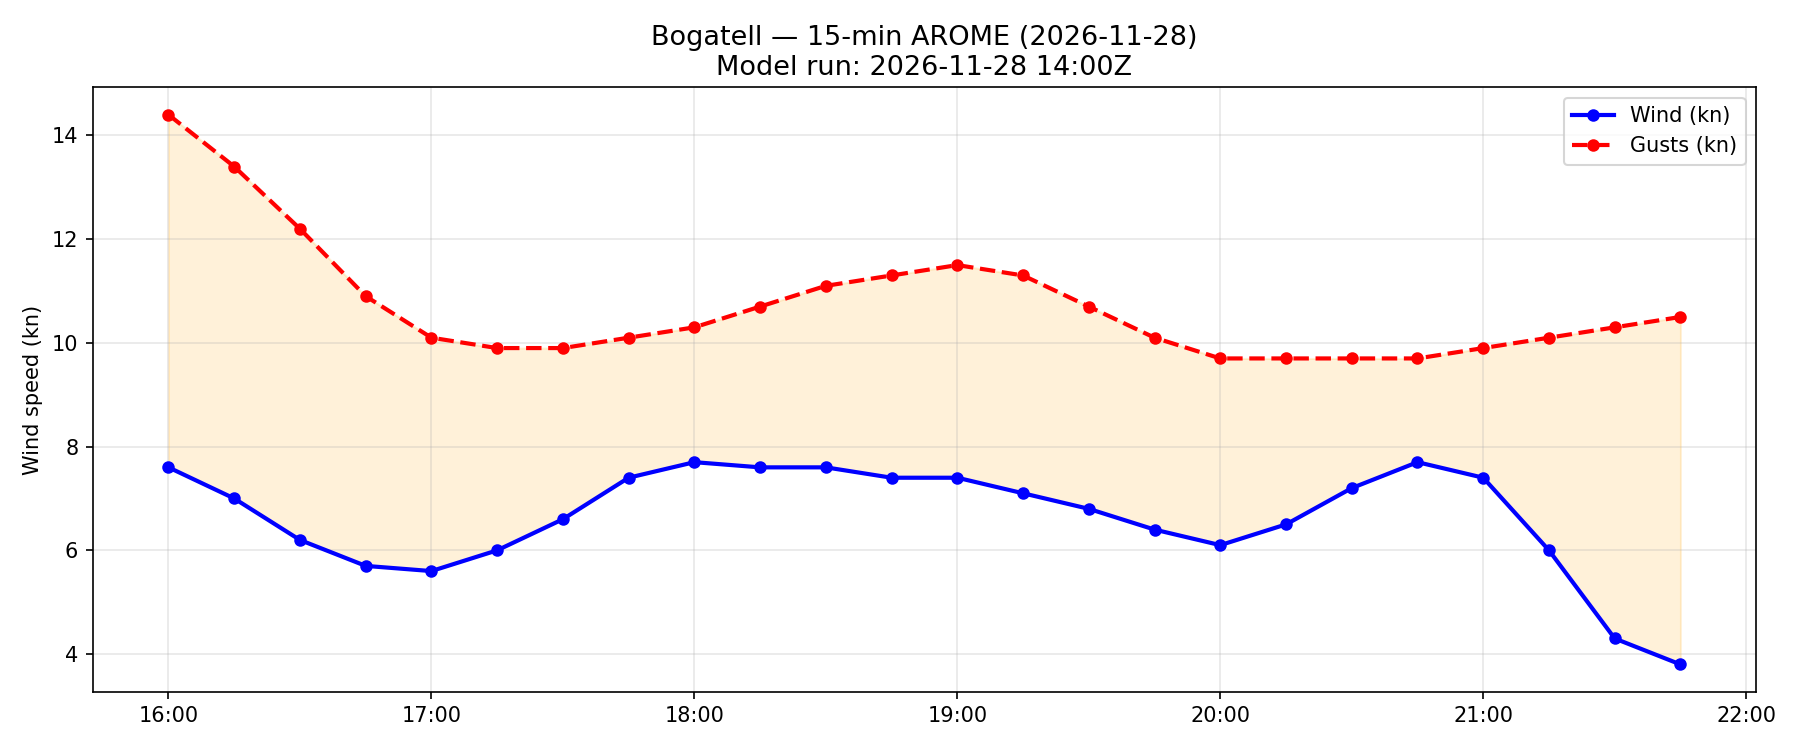 Bogatell — 15-min AROME (2026-11-28)
Model run: 2026-11-28 14:00Z
Wind (kn)
Gusts (kn)
Wind speed (kn)
14
12
10
8
6
4
16:00 17:00 18:00 19:00 20:00 21:00 22:00